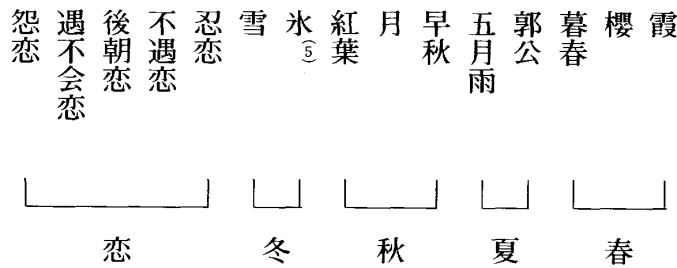 霞
櫻
暮春
郭公
五月雨
早秋
月
紅葉
氷(5)
雪
忍恋
不遇恋
後朝恋
遇不会恋
怨恋
春
夏
秋
冬
恋